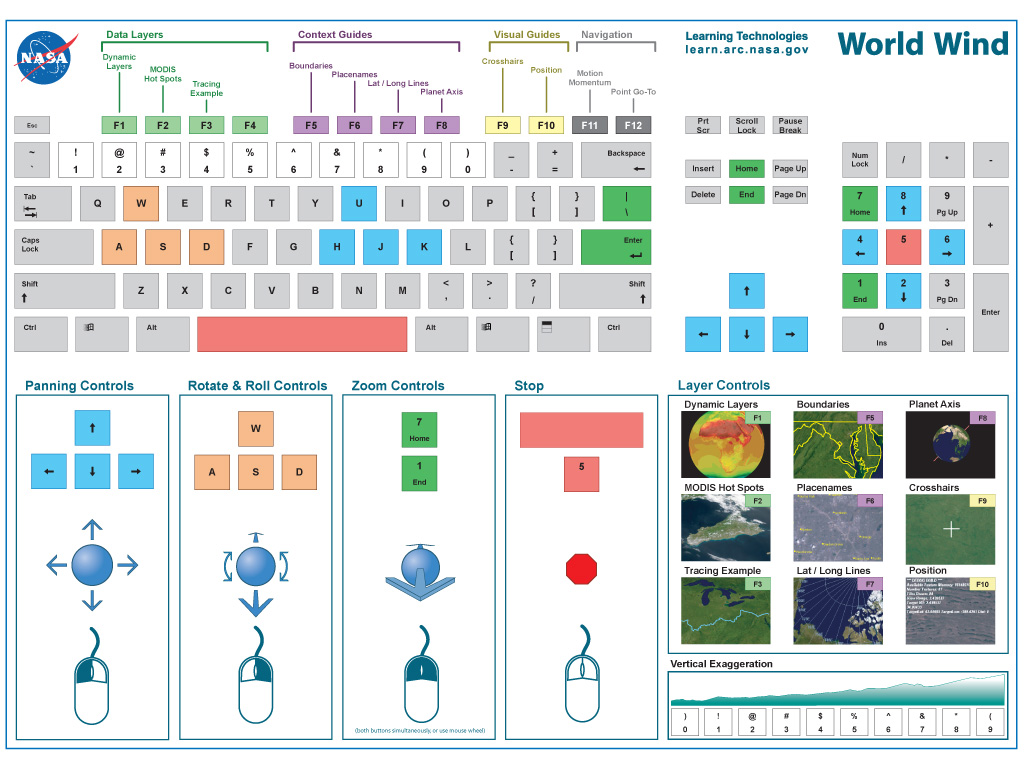 NASA
Data Layers
Context Guides
Visual Guides
Navigation
Learning Technologies
learn.arc.nasa.gov
World Wind
Dynamic
Layers
MODIS
Hot Spots
Tracing
Example
Boundaries
Placenames
Lat / Long Lines
Planet Axis
Crosshairs
Position
Motion
Momentum
Point Go-To
Esc F1 F2 F3 F4 F5 F6 F7 F8 F9 F10 F11 F12
Prt
Scr
Scroll
Lock
Pause
Break
~ ! @ # $ % ^ & * ( ) _ + Backspace
` 1 2 3 4 5 6 7 8 9 0 - =
Insert Home Page Up
Num
Lock
/ * -
Tab Q W E R T Y U I O P { } |
[ ] \
Delete End Page Dn
7 8 9 +
Home Pg Up
Caps
Lock
A S D F G H J K L { } Enter
[ ]
4 5 6
Shift Z X C V B N M < > ? Shift
, . /
1 2 3
End Pg Dn
Enter
Ctrl Alt Alt Ctrl
0 .
Ins Del
Panning Controls
Rotate & Roll Controls
Zoom Controls
Stop
Layer Controls
W
A S D
7
Home
1
End
5
(both buttons simultaneously, or use mouse wheel)
Dynamic Layers Boundaries Planet Axis
F1 F5 F8
MODIS Hot Spots Placenames Crosshairs
F2 F6 F9
Tracing Example Lat / Long Lines Position
F3 F7 F10
Vertical Exaggeration
) ! @ # $ % ^ & * (
0 1 2 3 4 5 6 7 8 9